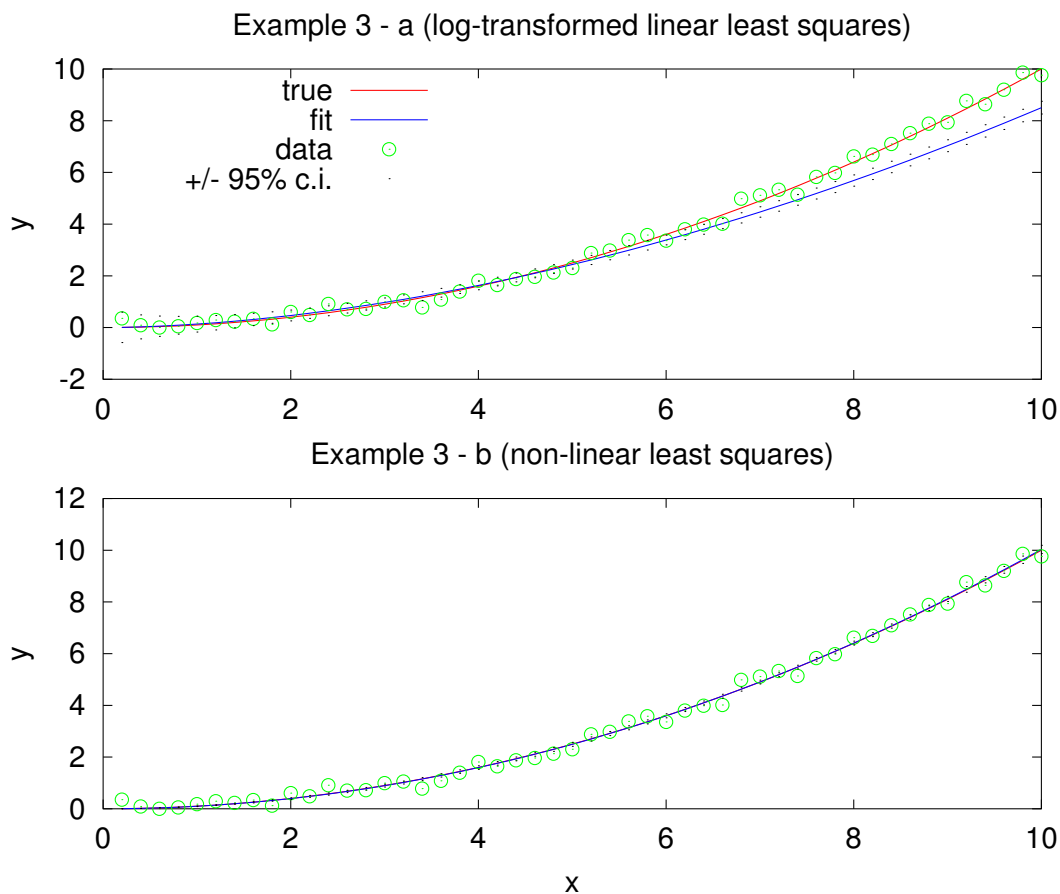 Example 3 - a (log-transformed linear least squares)
10
8
6
4
2
0
-2
y
true
fit
data
+/- 95% c.i.
0 2 4 6 8 10
Example 3 - b (non-linear least squares)
12
10
8
6
4
2
0
y
0 2 4 6 8 10
x